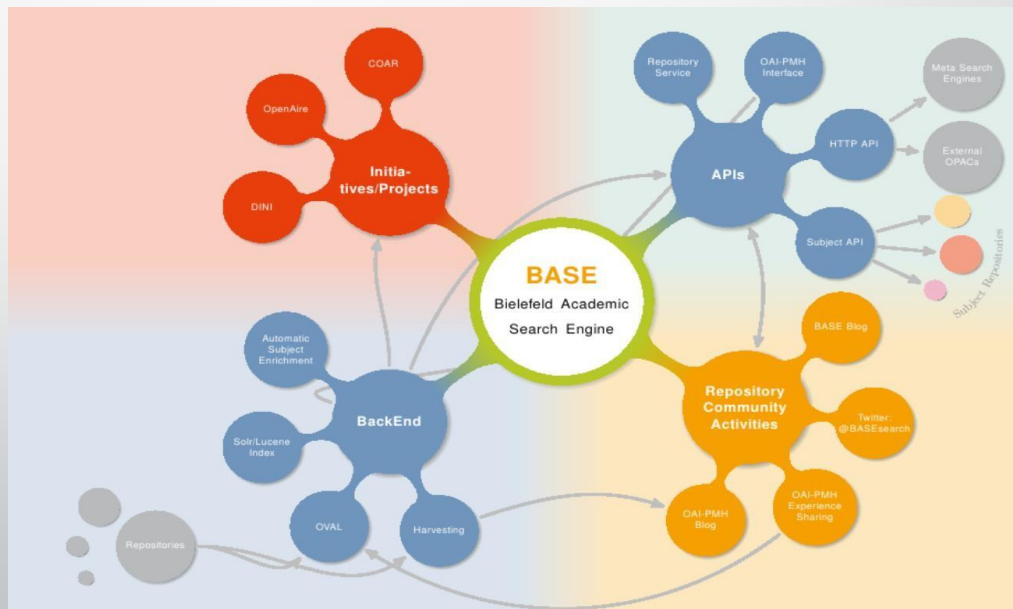 COAR
OpenAire
DINI
Initia-
tives/Projects
Repository
Service
OAI-PMH
Interface
APIs
HTTP API
Subject API
Meta Search
Engines
External
OPACs
Subject Repositories
BASE
Bielefeld Academic
Search Engine
Automatic
Subject
Enrichment
Solr/Lucene
Index
BackEnd
OVAL
Harvesting
Repositories
BASE Blog
Repository
Community
Activities
Twitter:
@BASEsearch
OAI-PMH
Blog
OAI-PMH
Experience
Sharing